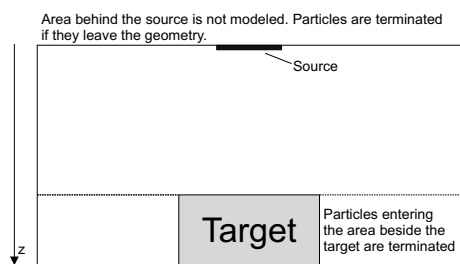 Area behind the source is not modeled. Particles are terminated
if they leave the geometry.
Source
Target
Particles entering
the area beside the
target are terminated
z